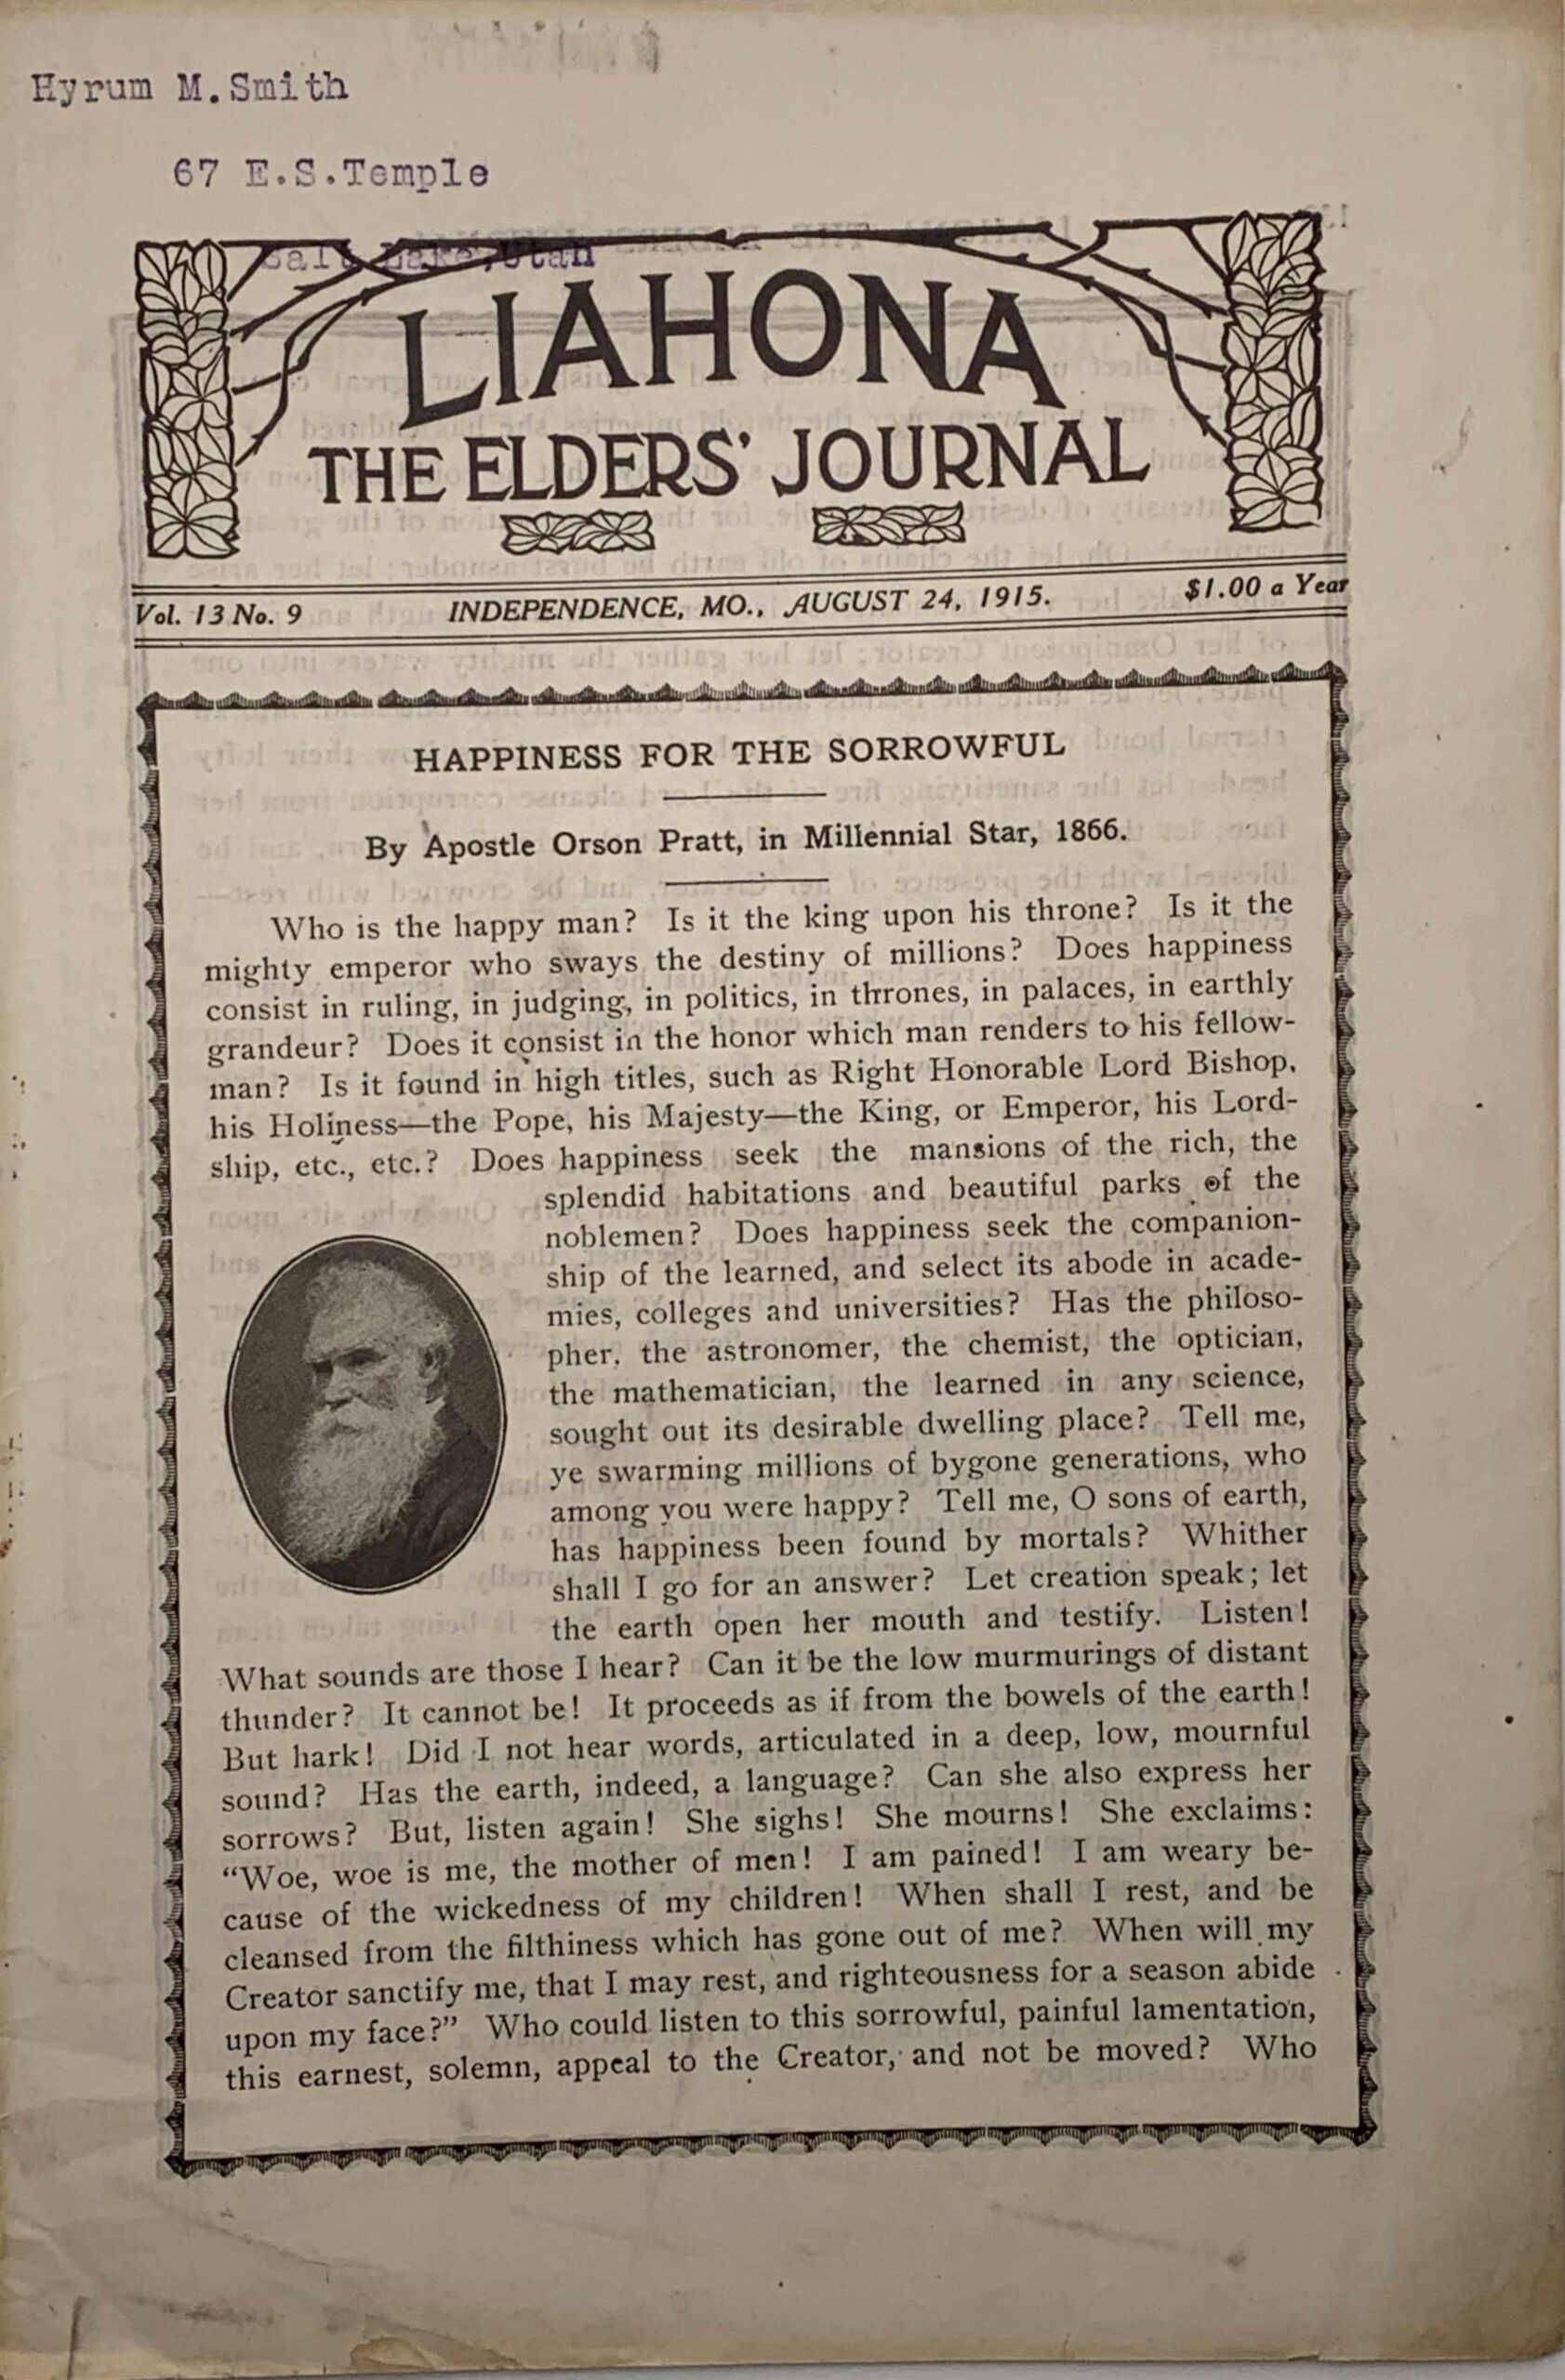 Hyrum M. Smith
67 E.S.Temple
Salt Lake, Utah
LIAHONA
THE ELDERS' JOURNAL
Vol. 13 No. 9 INDEPENDENCE, MO., AUGUST 24, 1915. $1.00 a Year
HAPPINESS FOR THE SORROWFUL
By Apostle Orson Pratt, in Millennial Star, 1866.
Who is the happy man? Is it the king upon his throne? Is it the
mighty emperor who sways the destiny of millions? Does happiness
consist in ruling, in judging, in politics, in thrones, in palaces, in earthly
grandeur? Does it consist in the honor which man renders to his fellow-
man? Is it found in high titles, such as Right Honorable Lord Bishop,
his Holiness—the Pope, his Majesty—the King, or Emperor, his Lord-
ship, etc., etc.? Does happiness seek the mansions of the rich, the
splendid habitations and beautiful parks of the
noblemen? Does happiness seek the companion-
ship of the learned, and select its abode in acade-
mies, colleges and universities? Has the philoso-
pher, the astronomer, the chemist, the optician,
the mathematician, the learned in any science,
sought out its desirable dwelling place? Tell me,
ye swarming millions of bygone generations, who
among you were happy? Tell me, O sons of earth,
has happiness been found by mortals? Whither
shall I go for an answer? Let creation speak; let
the earth open her mouth and testify. Listen!
What sounds are those I hear? Can it be the low murmurings of distant
thunder? It cannot be! It proceeds as if from the bowels of the earth!
But hark! Did I not hear words, articulated in a deep, low, mournful
sound? Has the earth, indeed, a language? Can she also express her
sorrows? But, listen again! She sighs! She mourns! She exclaims:
“Woe, woe is me, the mother of men! I am pained! I am weary be-
cause of the wickedness of my children! When shall I rest, and be
cleansed from the filthiness which has gone out of me? When will my
Creator sanctify me, that I may rest, and righteousness for a season abide
upon my face?” Who could listen to this sorrowful, painful lamentation,
this earnest, solemn, appeal to the Creator, and not be moved? Who